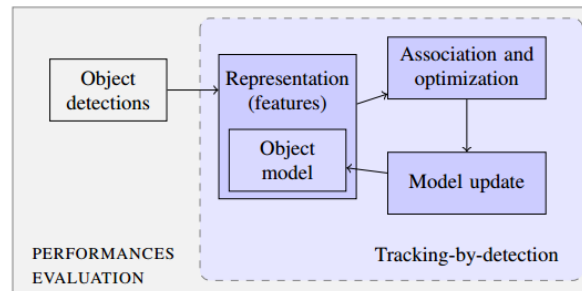 Object
detections
Representation
(features)
Object
model
Association and
optimization
Model update
Tracking-by-detection
PERFORMANCES
EVALUATION